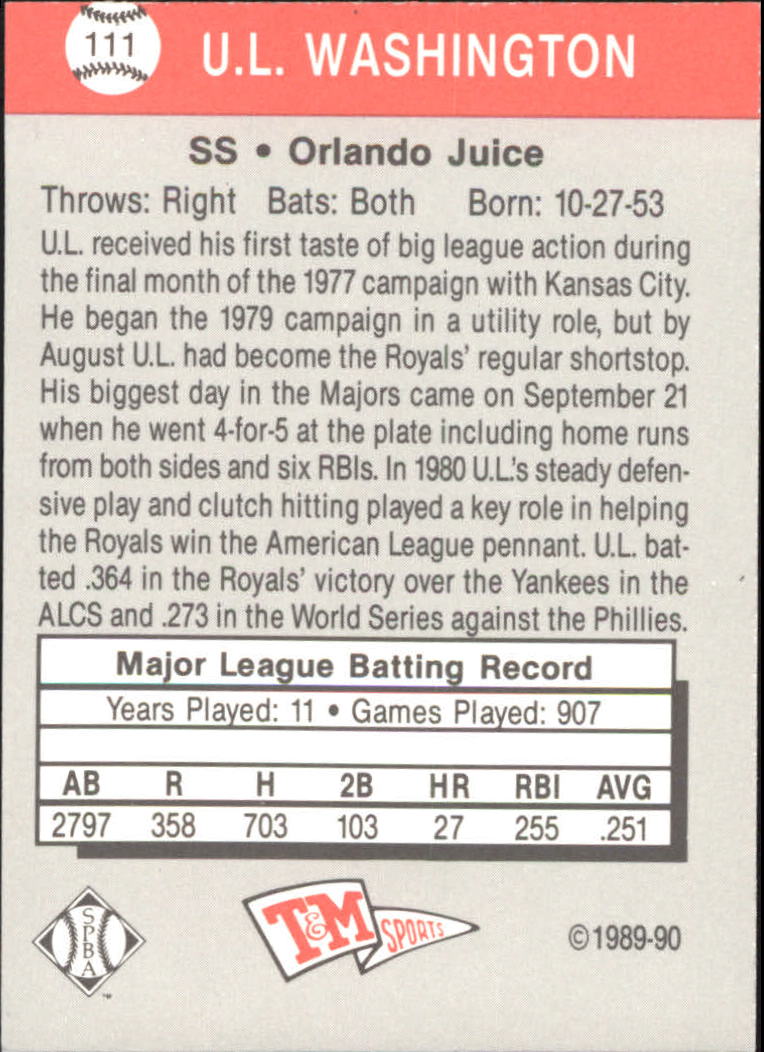 111
U.L. WASHINGTON
SS • Orlando Juice
Throws: Right Bats: Both Born: 10-27-53
U.L. received his first taste of big league action during
the final month of the 1977 campaign with Kansas City.
He began the 1979 campaign in a utility role, but by
August U.L. had become the Royals' regular shortstop.
His biggest day in the Majors came on September 21
when he went 4-for-5 at the plate including home runs
from both sides and six RBIs. In 1980 U.L.'s steady defen-
sive play and clutch hitting played a key role in helping
the Royals win the American League pennant. U.L. bat-
ted .364 in the Royals' victory over the Yankees in the
ALCS and .273 in the World Series against the Phillies.
Major League Batting Record
Years Played: 11 • Games Played: 907
AB R H 2B HR RBI AVG
2797 358 703 103 27 255 .251
SPBA
™
T&M SPORTS
©1989-90